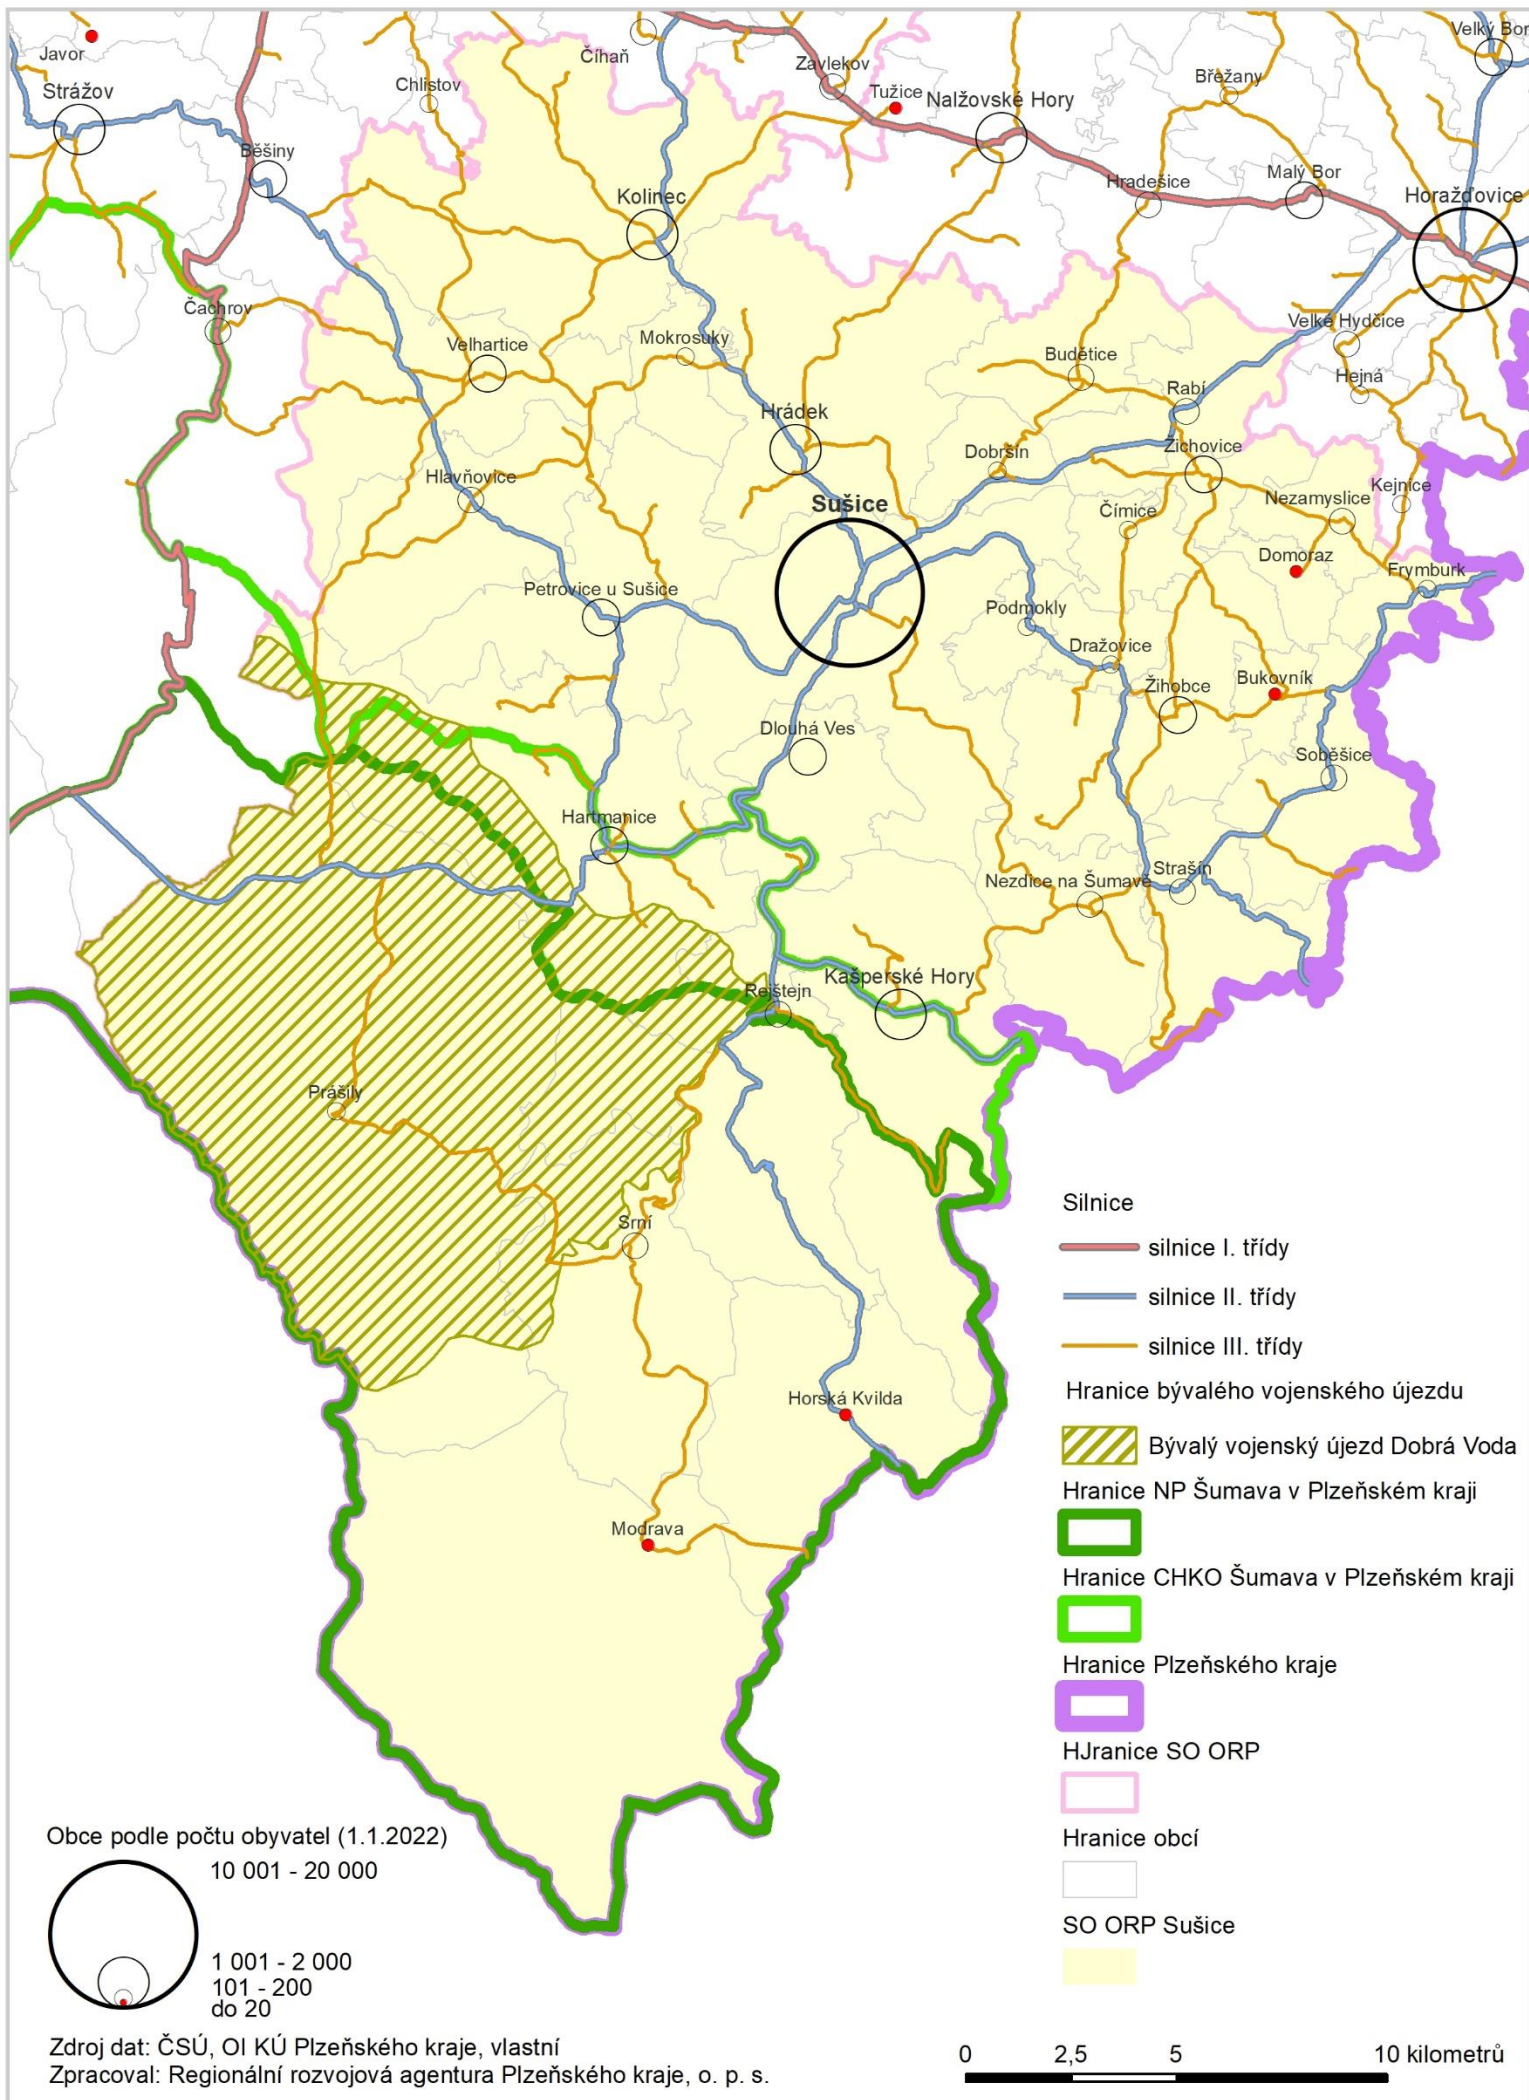 Javor
Strážov
Chlistov
Číhaň
Zavlekov
Tužice
Nalžovské Hory
Břežany
Velký Bor
Běšiny
Kolinec
Hradešice
Malý Bor
Horažďovice
Čachrov
Velhartice
Mokrosuky
Budětice
Velké Hydčice
Hejná
Rabí
Hrádek
Dobršín
Žichovice
Hlavňovice
Sušice
Čímice
Nezamyslice
Kejnice
Domoraz
Frymburk
Petrovice u Sušice
Podmokly
Dražovice
Žihobce
Bukovník
Dlouhá Ves
Soběšice
Hartmanice
Nezdice na Šumavě
Strašín
Rejštejn
Kašperské Hory
Prášily
Srní
Horská Kvilda
Modrava
Silnice
silnice I. třídy
silnice II. třídy
silnice III. třídy
Hranice bývalého vojenského újezdu
Bývalý vojenský újezd Dobrá Voda
Hranice NP Šumava v Plzeňském kraji
Hranice CHKO Šumava v Plzeňském kraji
Hranice Plzeňského kraje
HJranice SO ORP
Hranice obcí
SO ORP Sušice
Obce podle počtu obyvatel (1.1.2022)
10 001 - 20 000
1 001 - 2 000
101 - 200
do 20
Zdroj dat: ČSÚ, OI KÚ Plzeňského kraje, vlastní
Zpracoval: Regionální rozvojová agentura Plzeňského kraje, o. p. s.
0 2,5 5 10 kilometrů